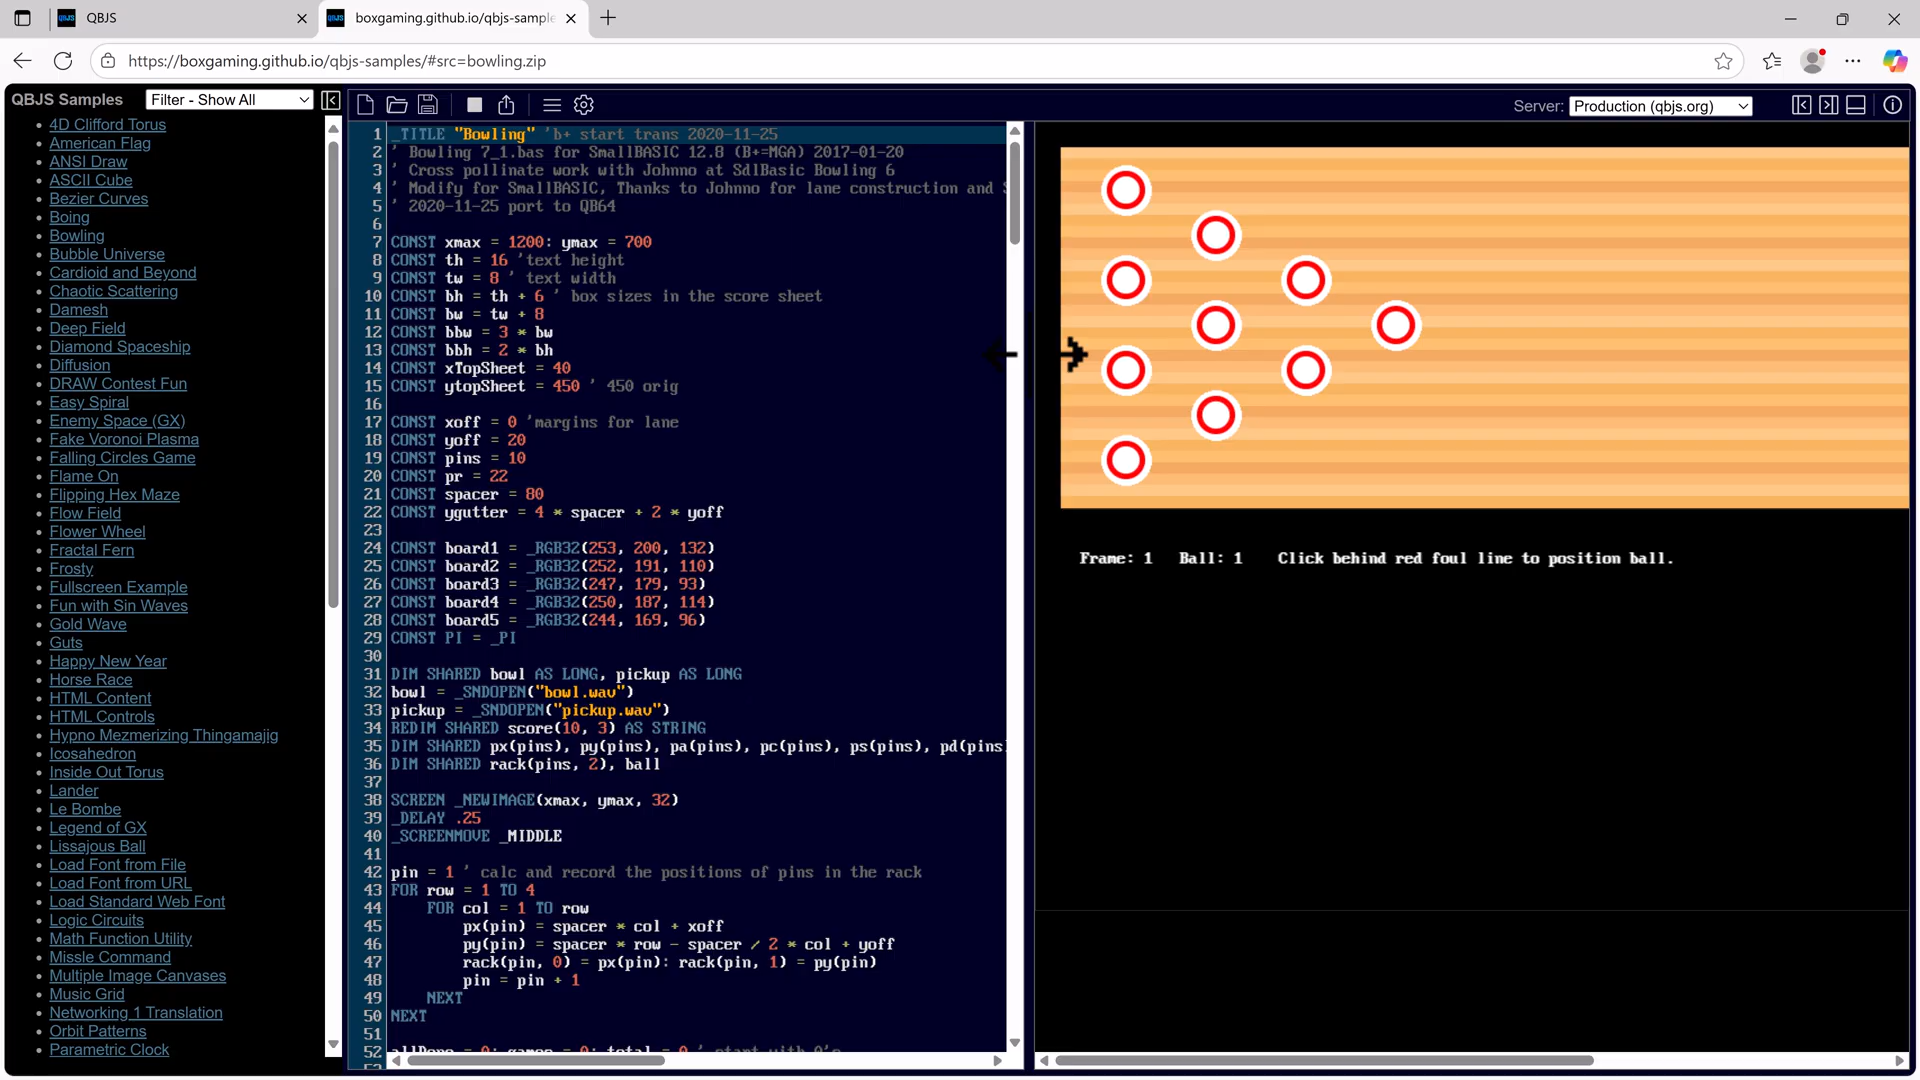 QBJS
boxgaming.github.io/qbjs-sample
https://boxgaming.github.io/qbjs-samples/#src=bowling.zip
QBJS Samples
Filter - Show All
4D Clifford Torus
American Flag
ANSI Draw
ASCII Cube
Bezier Curves
Boing
Bowling
Bubble Universe
Cardioid and Beyond
Chaotic Scattering
Damesh
Deep Field
Diamond Spaceship
Diffusion
DRAW Contest Fun
Easy Spiral
Enemy Space (GX)
Fake Voronoi Plasma
Falling Circles Game
Flame On
Flipping Hex Maze
Flow Field
Flower Wheel
Fractal Fern
Frosty
Fullscreen Example
Fun with Sin Waves
Gold Wave
Guts
Happy New Year
Horse Race
HTML Content
HTML Controls
Hypno Mezmerizing Thingamajig
Icosahedron
Inside Out Torus
Lander
Le Bombe
Legend of GX
Lissajous Ball
Load Font from File
Load Font from URL
Load Standard Web Font
Logic Circuits
Math Function Utility
Missle Command
Multiple Image Canvases
Music Grid
Networking 1 Translation
Orbit Patterns
Parametric Clock
Server: Production (qbjs.org)
1 _TITLE "Bowling" 'b+ start trans 2020-11-25
2 ' Bowling 7_1.bas for SmallBASIC 12.8 (B+=MGA) 2017-01-20
3 ' Cross pollinate work with Johnno at SdlBasic Bowling 6
4 ' Modify for SmallBASIC, Thanks to Johnno for lane construction and
5 ' 2020-11-25 port to QB64
6
7 CONST xmax = 1200: ymax = 700
8 CONST th = 16 'text height
9 CONST tw = 8 ' text width
10 CONST bh = th + 6 ' box sizes in the score sheet
11 CONST bw = tw + 8
12 CONST bbw = 3 * bw
13 CONST bbh = 2 * bh
14 CONST xTopSheet = 40
15 CONST ytopSheet = 450 ' 450 orig
16
17 CONST xoff = 0 'margins for lane
18 CONST yoff = 20
19 CONST pins = 10
20 CONST pr = 22
21 CONST spacer = 80
22 CONST ygutter = 4 * spacer + 2 * yoff
23
24 CONST board1 = _RGB32(253, 200, 132)
25 CONST board2 = _RGB32(252, 191, 110)
26 CONST board3 = _RGB32(247, 179, 93)
27 CONST board4 = _RGB32(250, 187, 114)
28 CONST board5 = _RGB32(244, 169, 96)
29 CONST PI = _PI
30
31 DIM SHARED bowl AS LONG, pickup AS LONG
32 bowl = _SNDOPEN("bowl.wav")
33 pickup = _SNDOPEN("pickup.wav")
34 REDIM SHARED score(10, 3) AS STRING
35 DIM SHARED px(pins), py(pins), pa(pins), pc(pins), ps(pins), pd(pins
36 DIM SHARED rack(pins, 2), ball
37
38 SCREEN _NEWIMAGE(xmax, ymax, 32)
39 _DELAY .25
40 _SCREENMOVE _MIDDLE
41
42 pin = 1 ' calc and record the positions of pins in the rack
43 FOR row = 1 TO 4
44 FOR col = 1 TO row
45 px(pin) = spacer * col + xoff
46 py(pin) = spacer * row - spacer / 2 * col + yoff
47 rack(pin, 0) = px(pin): rack(pin, 1) = py(pin)
48 pin = pin + 1
49 NEXT
50 NEXT
51
52
Frame: 1 Ball: 1 Click behind red foul line to position ball.